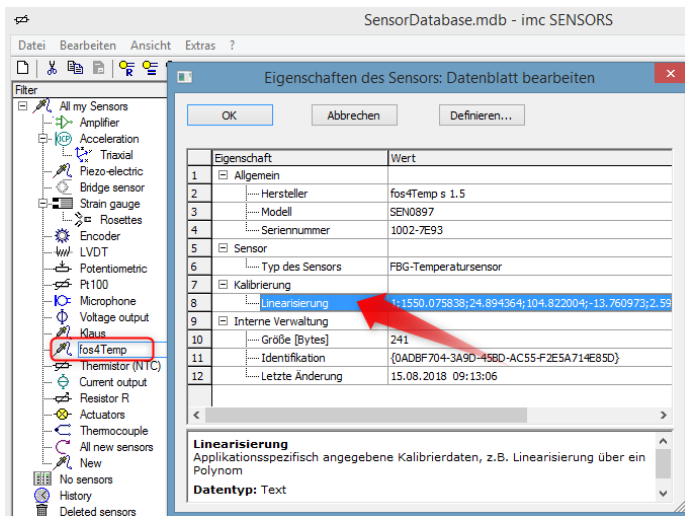 SensorDatabase.mdb - imc SENSORS
Datei Bearbeiten Ansicht Extras ?
Filter
All my Sensors
Amplifier
ICP Acceleration
Triaxial
Piezo-electric
Bridge sensor
Strain gauge
Rosettes
Encoder
LVDT
Potentiometric
Pt100
Microphone
Voltage output
Klaus
fos4Temp
Thermistor (NTC)
Current output
Resistor R
Actuators
Thermocouple
All new sensors
New
No sensors
History
Deleted sensors
Eigenschaften des Sensors: Datenblatt bearbeiten
OK Abbrechen Definieren...
Eigenschaft Wert
1 Allgemein
2 Hersteller fos4Temp s 1.5
3 Modell SEN0897
4 Seriennummer 1002-7E93
5 Sensor
6 Typ des Sensors FBG-Temperatursensor
7 Kalibrierung
8 Linearisierung 1:1550.075838;24.894364;104.822004;-13.760973;2.59
9 Interne Verwaltung
10 Größe [Bytes] 241
11 Identifikation {0ADBF704-3A9D-45BD-AC55-F2E5A714E85D}
12 Letzte Änderung 15.08.2018 09:13:06
Linearisierung
Applikationsspezifisch angegebene Kalibrierdaten, z.B. Linearisierung über ein
Polynom
Datentyp: Text